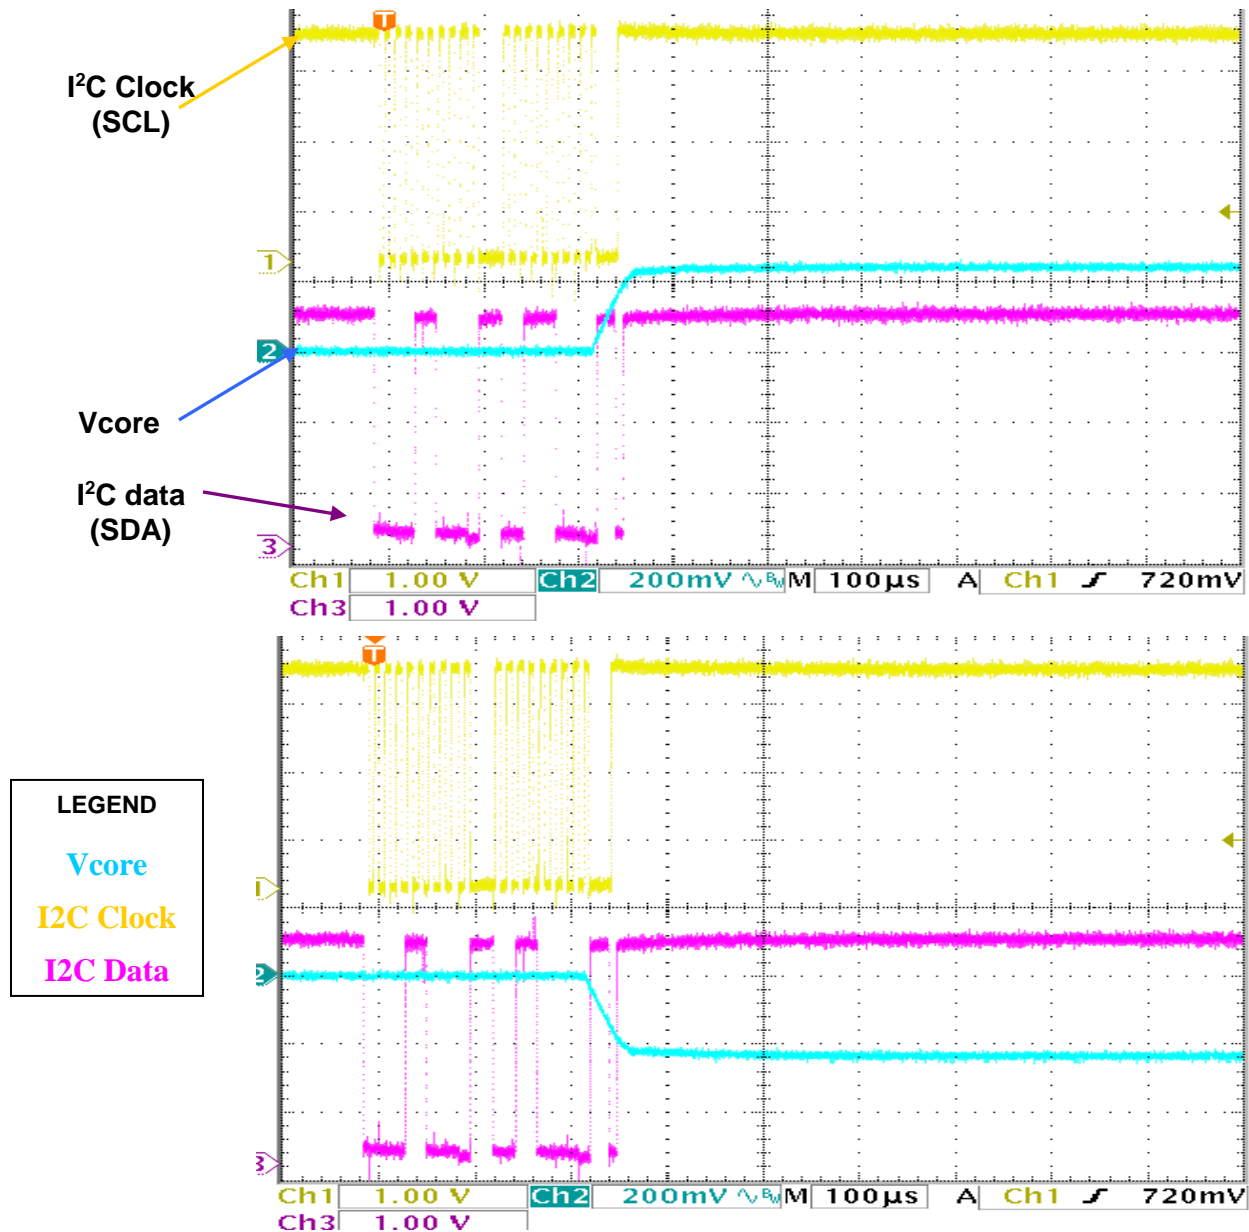 T
I²C Clock
(SCL)
1
2
Vcore
I²C data
(SDA)
3
Ch1 1.00 V Ch2 200mV M 100µs A Ch1 720mV
Ch3 1.00 V
T
1
LEGEND
Vcore
I2C Clock
I2C Data
2
3
Ch1 1.00 V Ch2 200mV M 100µs A Ch1 720mV
Ch3 1.00 V